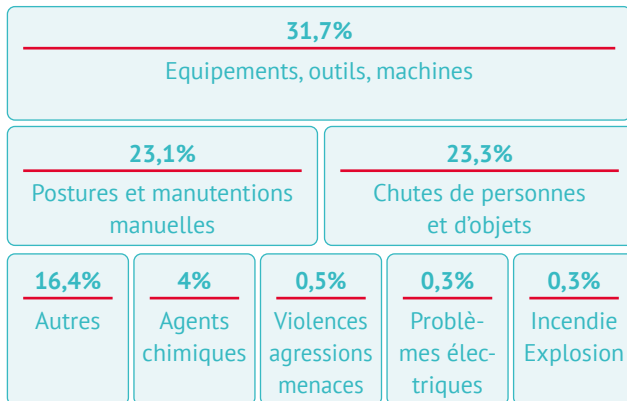 31,7%
Equipements, outils, machines
23,1%
Postures et manutentions
manuelles
23,3%
Chutes de personnes
et d'objets
16,4%
Autres
4%
Agents
chimiques
0,5%
Violences
agressions
menaces
0,3%
Problè-
mes élec-
triques
0,3%
Incendie
Explosion